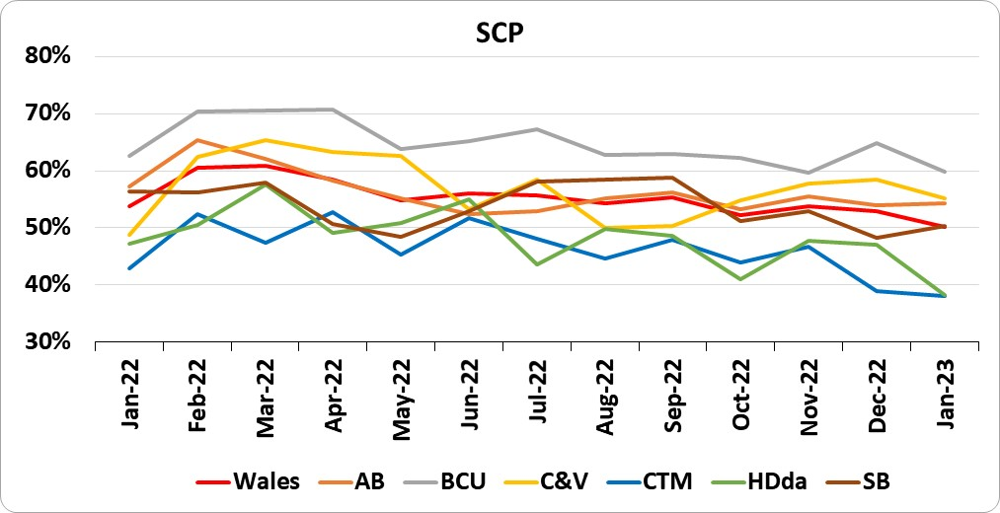 SCP
80%
70%
60%
50%
40%
30%
Jan-22
Feb-22
Mar-22
Apr-22
May-22
Jun-22
Jul-22
Aug-22
Sep-22
Oct-22
Nov-22
Dec-22
Jan-23
Wales AB BCU C&V CTM HDda SB